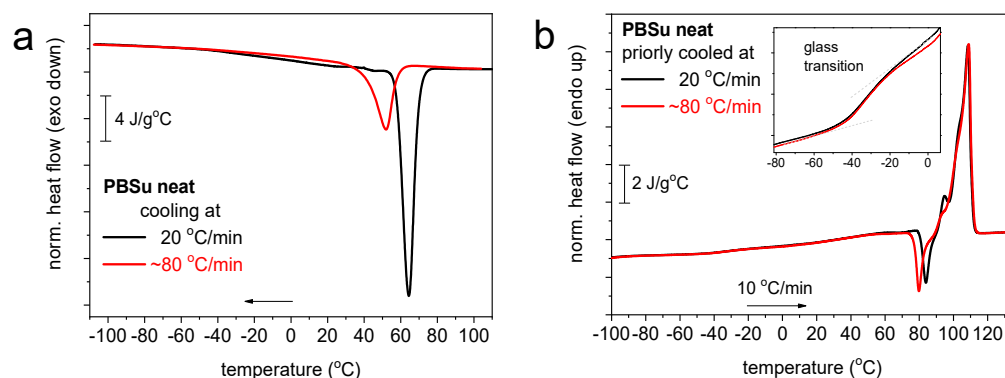 a
norm. heat flow (exo down)
4 J/g°C
PBSu neat
cooling at
20 °C/min
~80 °C/min
-100 -80 -60 -40 -20 0 20 40 60 80 100
temperature (°C)
b
norm. heat flow (endo up)
PBSu neat
priorly cooled at
20 °C/min
~80 °C/min
2 J/g°C
glass
transition
-80 -60 -40 -20 0
10 °C/min
-100 -80 -60 -40 -20 0 20 40 60 80 100 120
temperature (°C)